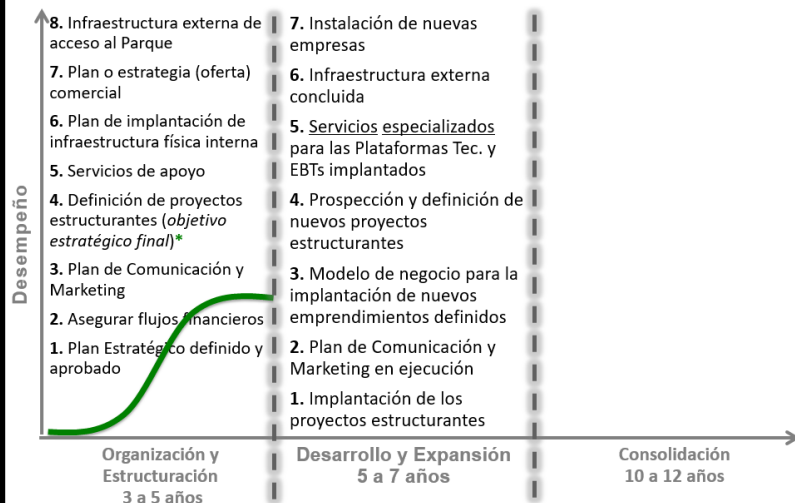 8. Infraestructura externa de
acceso al Parque
7. Plan o estrategia (oferta)
comercial
6. Plan de implantación de
infraestructura física interna
5. Servicios de apoyo
4. Definición de proyectos
estructurantes (objetivo
estratégico final)*
3. Plan de Comunicación y
Marketing
2. Asegurar flujos financieros
1. Plan Estratégico definido y
aprobado
7. Instalación de nuevas
empresas
6. Infraestructura externa
concluida
5. Servicios especializados
para las Plataformas Tec. y
EBTs implantados
4. Prospección y definición de
nuevos proyectos
estructurantes
3. Modelo de negocio para la
implantación de nuevos
emprendimientos definidos
2. Plan de Comunicación y
Marketing en ejecución
1. Implantación de los
proyectos estructurantes
Desempeño
Organización y
Estructuración
3 a 5 años
Desarrollo y Expansión
5 a 7 años
Consolidación
10 a 12 años